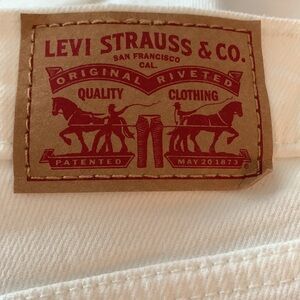 LEVI STRAUSS & CO.
SAN FRANCISCO
CAL.
ORIGINAL RIVETED
QUALITY CLOTHING
PATENTED MAY 20 1873